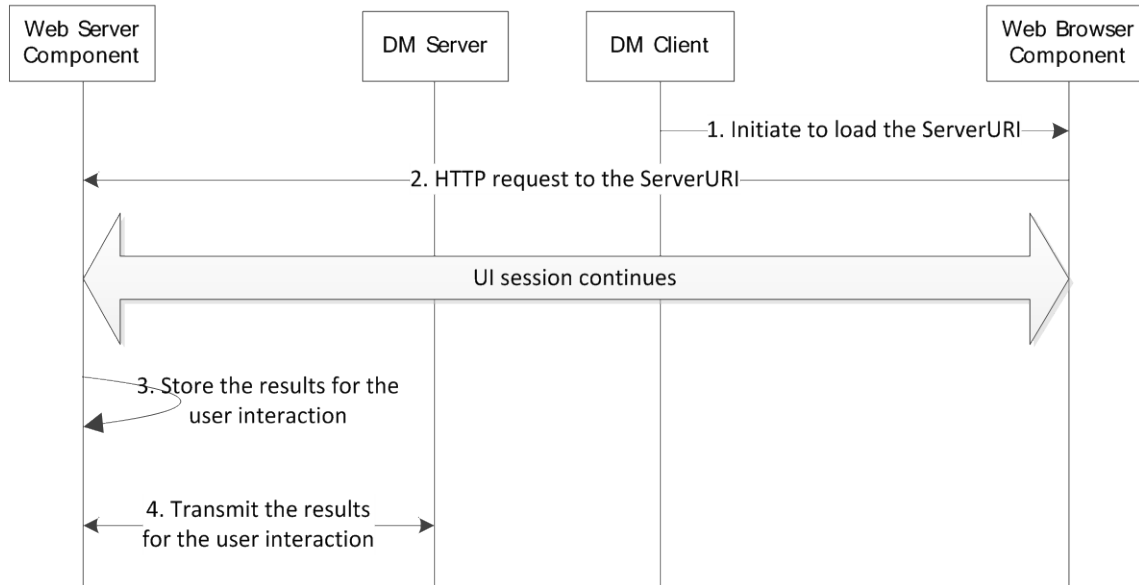 Web Server
Component
DM Server
DM Client
Web Browser
Component
1. Initiate to load the ServerURI
2. HTTP request to the ServerURI
UI session continues
3. Store the results for the
user interaction
4. Transmit the results
for the user interaction